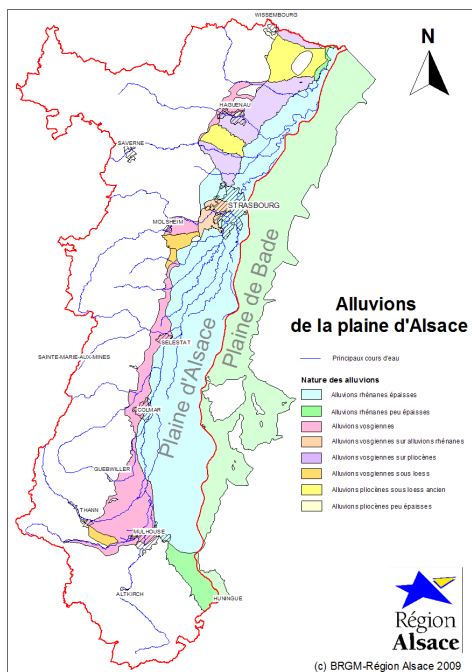 WISSEMBOURG
N
HAGUENAU
SAVERNE
STRASBOURG
MOLSHEIM
Plaine de Bade
Alluvions
de la plaine d'Alsace
Plaine d'Alsace
SELESTAT
SAINTE-MARIE-AUX-MINES
Principaux cours d'eau
Nature des alluvions
Alluvions rhénanes épaisses
Alluvions rhénanes peu épaisses
Alluvions vosgiennes
Alluvions vosgiennes sur alluvions rhénanes
Alluvions vosgiennes sur pliocènes
Alluvions vosgiennes sous loess
Alluvions pliocènes sous loess ancien
Alluvions pliocènes peu épaisses
COLMAR
GUEBWILLER
THANN
MULHOUSE
ALTKIRCH
HUNINGUE
Région
Alsace
(c) BRGM-Région Alsace 2009